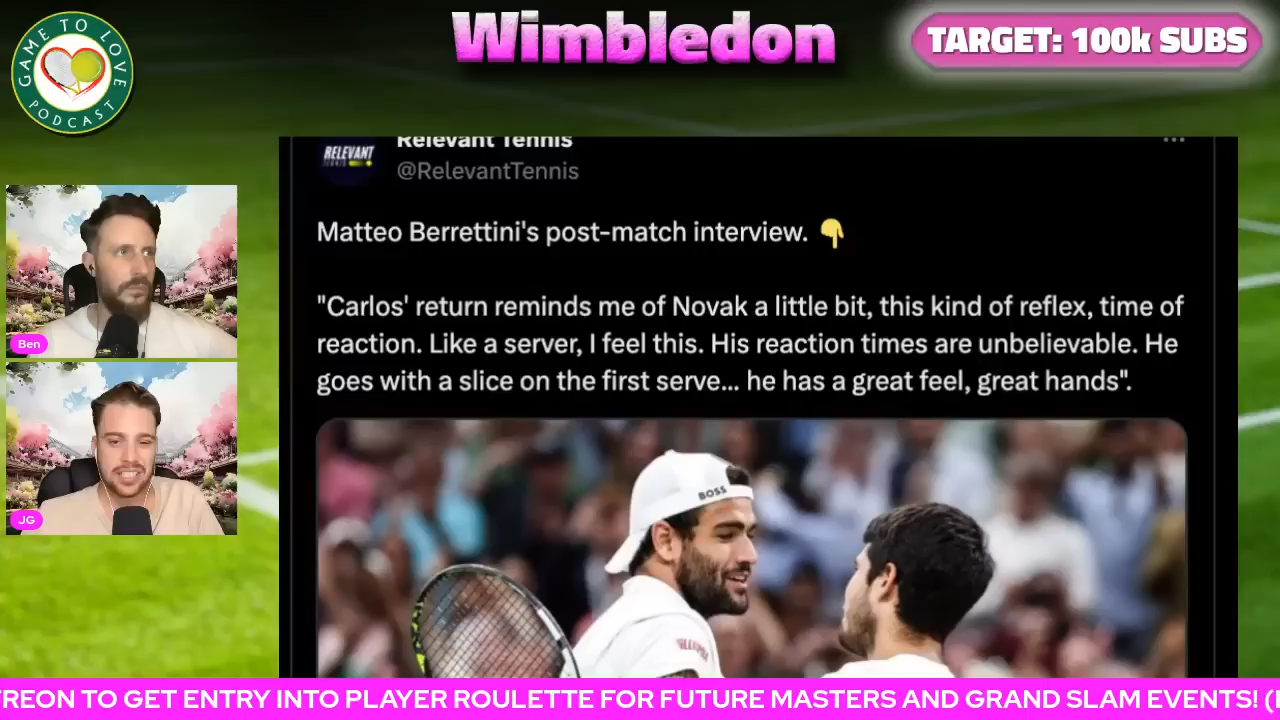 Wimbledon
TARGET: 100k SUBS
GAME TO LOVE
PODCAST
Relevant Tennis
RELEVANT
@RelevantTennis
Matteo Berrettini's post-match interview. 👇
"Carlos' return reminds me of Novak a little bit, this kind of reflex, time of
reaction. Like a server, I feel this. His reaction times are unbelievable. He
goes with a slice on the first serve... he has a great feel, great hands".
BOSS
Ben
JG
TREON TO GET ENTRY INTO PLAYER ROULETTE FOR FUTURE MASTERS AND GRAND SLAM EVENTS! (